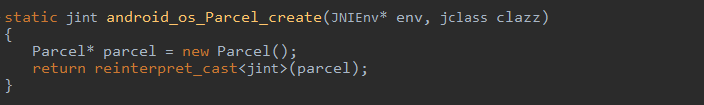 static jint android_os_Parcel_create(JNIEnv* env, jclass clazz)
{
Parcel* parcel = new Parcel();
return reinterpret_cast<jint>(parcel);
}